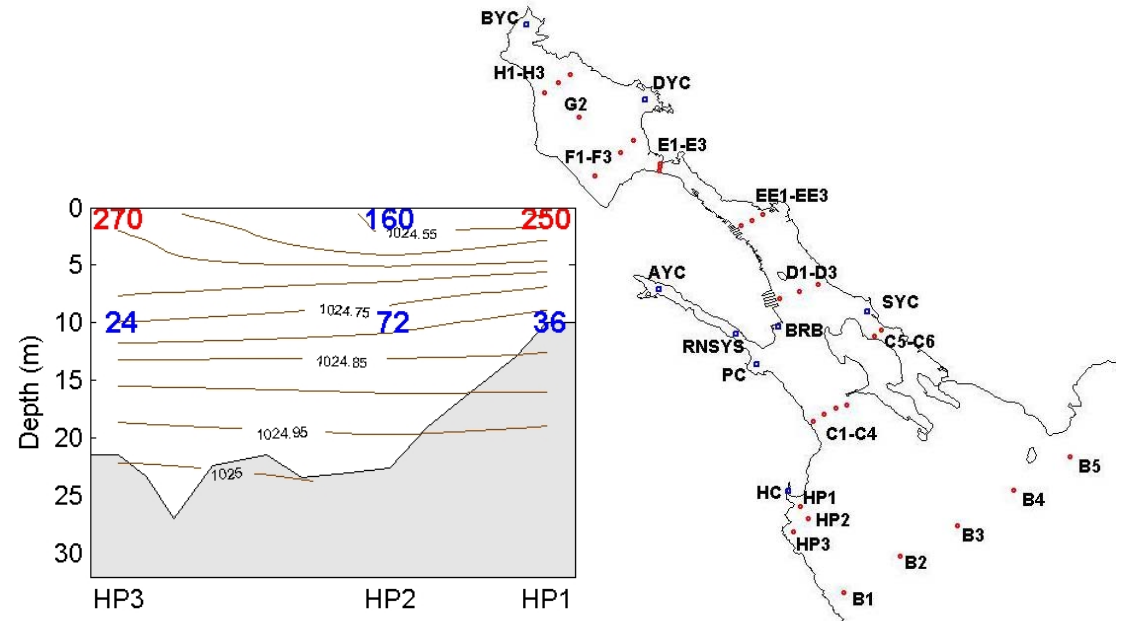 BYC
H1-H3
DYC
G2
E1-E3
F1-F3
EE1-EE3
AYC
D1-D3
SYC
BRB
RNSYS
C5-C6
PC
C1-C4
B5
HC
HP1
B4
HP2
B3
HP3
B2
B1
0
270
160
250
1024.55
5
1024.75
10
24
72
36
1024.85
15
Depth (m)
20
1024.95
1025
25
30
HP3
HP2
HP1